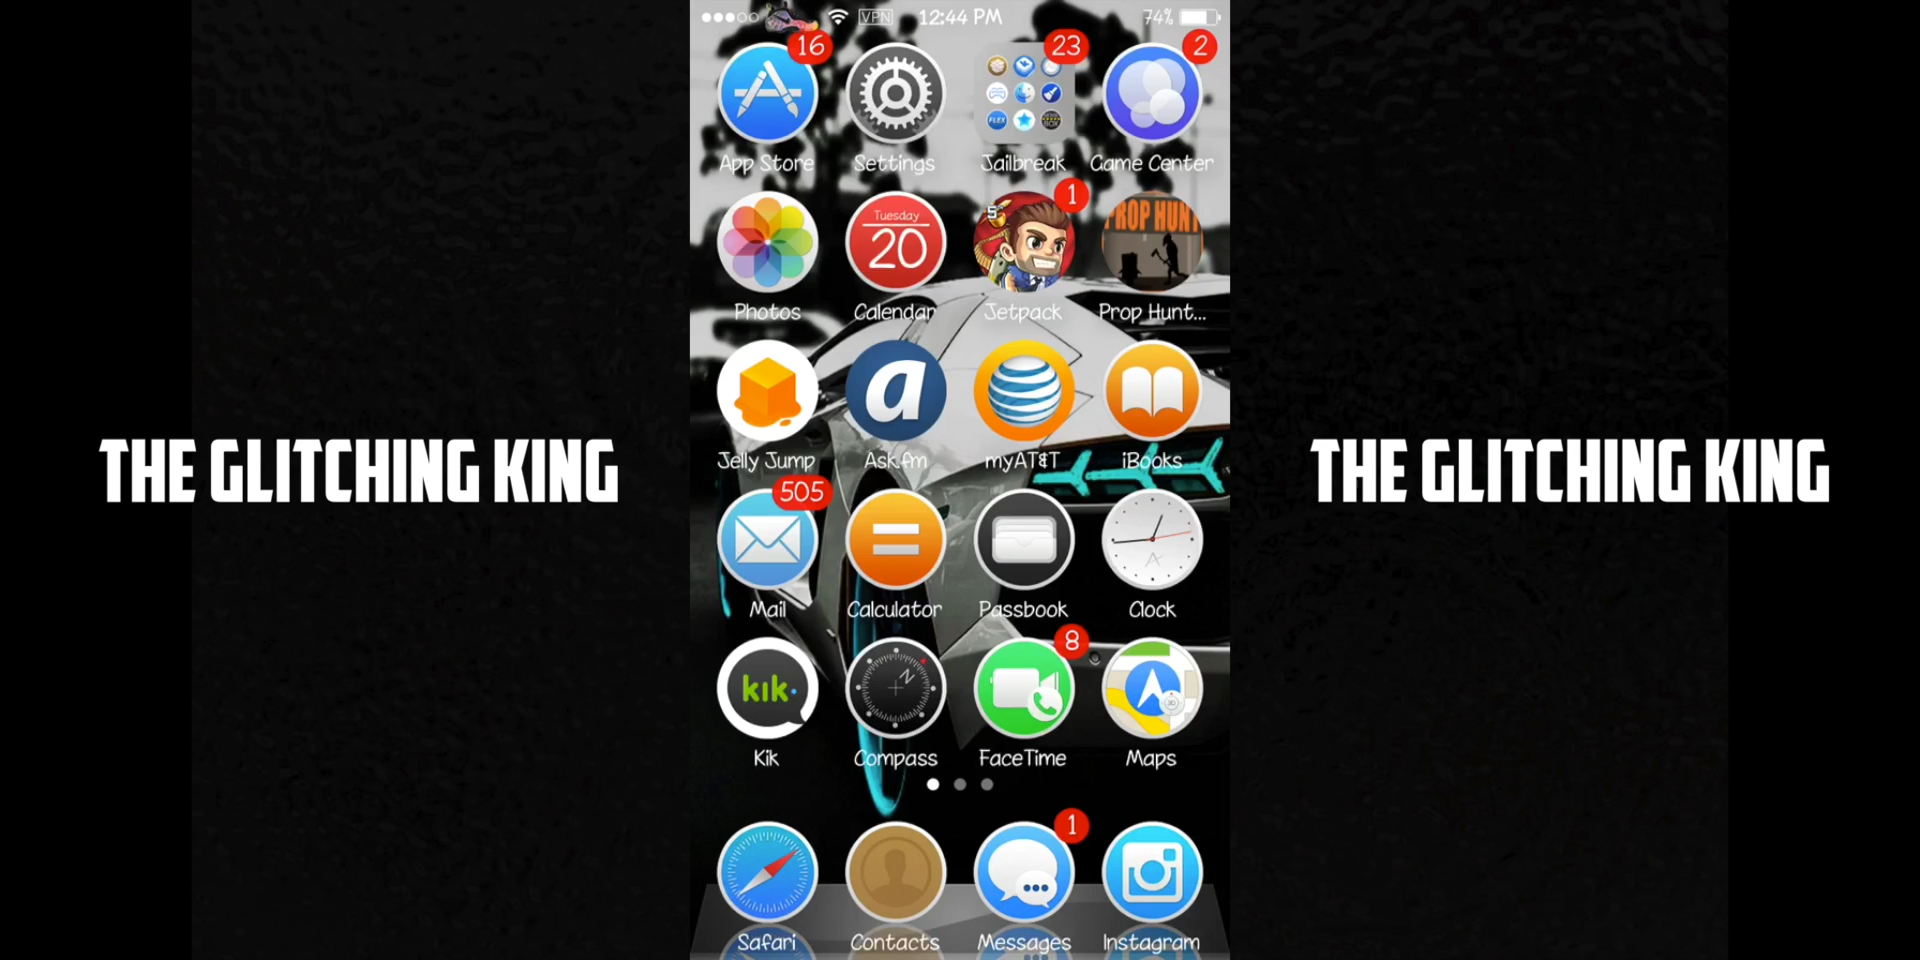 VPN 12:44 PM 74%
16 23 2
FLEX
App Store Settings Jailbreak Game Center
1
Tuesday
20
PROP HUNT
Photos Calendar Jetpack Prop Hunt...
a
Jelly Jump Ask.fm myAT&T iBooks
THE GLITCHING KING
THE GLITCHING KING
505
Mail Calculator Passbook Clock
8
kik
N
3D
Kik Compass FaceTime Maps
1
Safari Contacts Messages Instagram